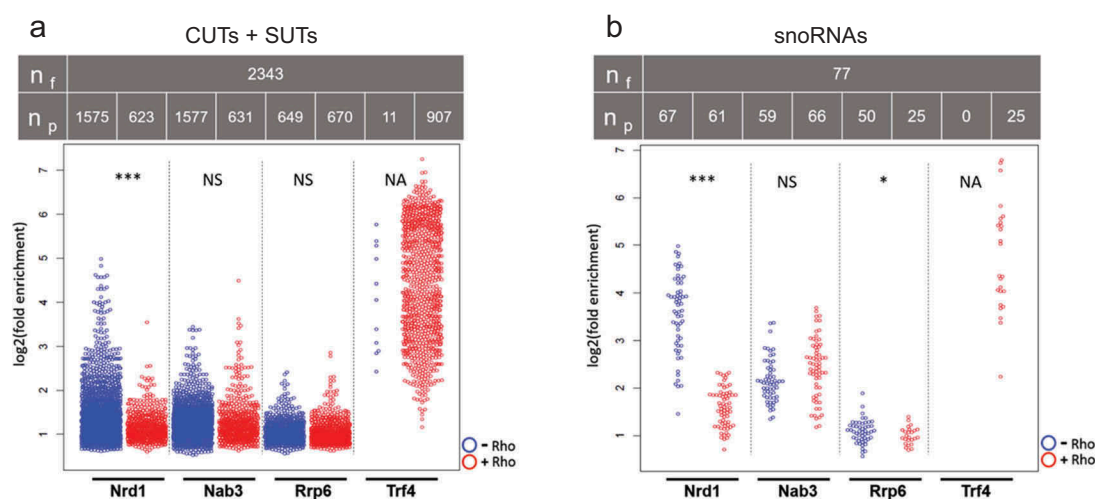 a
CUTs + SUTs
n f 2343
n p 1575 623 1577 631 649 670 11 907
*** NS NS NA
log2(fold enrichment)
7
6
5
4
3
2
1
- Rho
+ Rho
Nrd1 Nab3 Rrp6 Trf4
b
snoRNAs
n f 77
n p 67 61 59 66 50 25 0 25
*** NS * NA
log2(fold enrichment)
7
6
5
4
3
2
1
- Rho
+ Rho
Nrd1 Nab3 Rrp6 Trf4